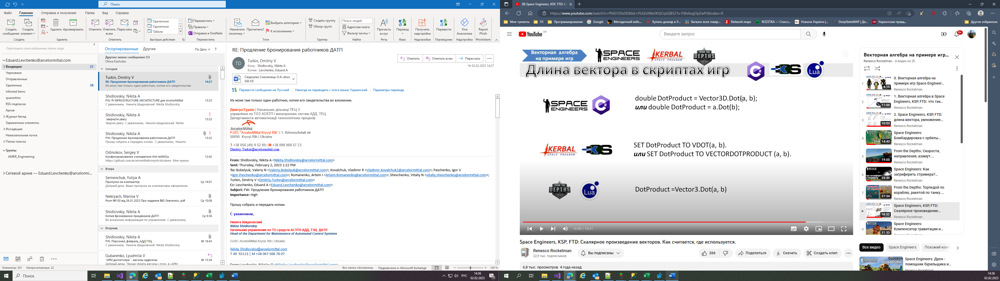 Поиск
Файл Главная Отправка и получение Папка Вид Справка
Создать сообщение
Создать элемент
Удалить
Архивировать
Ответить
Ответить всем
Переслать
Удаленные
Удаленные
Табеля
Переместить
Правила
Отправка в OneNote
Назначить политику
Прочитано?
Выбрать категорию
К исполнению
Создать группу
Обзор групп
Поиск людей
Адресная книга
Фильтр почты
Прочесть вслух
Перевод
Получить надстройки
Перевести
Viva Аналитика
Report Phish
Создать Удалить Ответить Быстрые действия Переместить Теги Группы Найти Речь Язык Надстройки Переводчик Надстройка PhishAlarm
Перетащите свои избранные папки сюда
Eduard.Levchenko@arcelormittal.com
Входящие 22
Черновики
Отправленные
Удаленные 38
Infected Items
quarantine
RSS-подписки
Архив
Журнал бесед
Зараженные элементы
Исходящие
Нежелательная почта
Папки поиска
Группы
AMKR_Engineering
Сетевой архив — Eduard.Levchenko@arcelormi...
Отсортированные Другие По Дата
Другие: новое сообщение (1)
Olena Kashuba
Сегодня
Turkin, Dmitriy V
RE: Продление бронирования работников ДАТП 14:27
Из моих там только один работник, копия его свидетельства
Shidlovskiy, Nikita A
FW: PI INFRASTRUCTURE ARCHITECTURE для ArcelorMittal 13:23
С уважением, Никита Шидловский Nikita Shidlovskiy
Shidlovskiy, Nikita A
звернути увагу 13:23
Зверни увагу С уважением, Никита Шидловский Nikita
Shidlovskiy, Nikita A
FW: Продление бронирования работников ДАТП 13:22
Прошу собрать и передать копии. С уважением, Никита
Odinokov, Sergey V
Конфигурирование считывателя rfid rm9002a 12:42
https://github.com/arcelormittalkriviyrih/disdemo Мне нужна
Вчера
Semenchuk, Yuliya A
Пропуска на компьютер Ср 14:01
Добрый день Ваши пропуска на компьютеры оформлены
Nekryach, Marina V
Розп №150 від 26.01.2023 Про надання ВБЗ Левченко..pdf Ср 10:08
Shidlovskiy, Nikita A
Копия Бронювання працівників ДАТП Ср 9:36
Во вложении информация по управлению С уважением,
Вторник
Shidlovskiy, Nikita A
FW: Персонал_февраль_АДД ТЭЦ Вт 16:43
С уважением, Никита Шидловский Nikita Shidlovskiy
Gubarenko, Lyudmila V
"АРМ диспетчера" - вагоны задвоены Вт 15:34
Добрый день! Прошу убрать вагоны с пути в «АРМ
RE: Продление бронирования работников ДАТП
TD
Turkin, Dmitriy V
Кому Shidlovskiy, Nikita A
Копия Levchenko, Eduard A
Ответить Ответить всем Переслать
Чт 02.02.2023 14:27
Свідоцтво Смелянець О.А..docx
488 KB
Перевести сообщение на: Русский Никогда не переводить с этого языка: Украинский Параметры перевода
Из моих там только один работник, копия его свидетельства во вложении.
ДмитроТуркін | Начальник дільниці ТЕЦ-3
управління по ТОЗ АСКТП і мехатронних систем АДД, ТЕЦ
Департамента автоматизації технологічних процесів
ArcelorMittal
PJSC "ArcelorMittal Kryvyi Rih" | 1, Krivorozhstali str
50095 Kryvyi Rih | Ukraine
T +38 056 (49) 9 52 89 | M +38 098 068 57 23
Dmitriy.Turkin@arcelormittal.com
From: Shidlovskiy, Nikita A <Nikita.Shidlovskiy@arcelormittal.com>
Sent: Thursday, February 2, 2023 1:22 PM
To: Bobelyuk, Valeriy N <Valeriy.Bobelyuk@arcelormittal.com>; Kovalchuk, Vladimir R <Vladimir.Kovalchuk2@arcelormittal.com>; Paschenko, Igor V
<Igor.Paschenko@arcelormittal.com>; Romanenko, Artem I <Artem.Romanenko@arcelormittal.com>; Shevchenko, Vitaliy N <vitaliy.shevchenko@arcelormittal.com>;
Turkin, Dmitriy V <Dmitriy.Turkin@arcelormittal.com>
Cc: Levchenko, Eduard A <Eduard.Levchenko@arcelormittal.com>
Subject: FW: Продление бронирования работников ДАТП
Importance: High
Прошу собрать и передать копии.
С уважением,
Никита Шидловский
Nikita Shidlovskiy
Начальник управления по ТО средств АСУТП АДД, ТЭЦ ДАТП
Head of the Department for Maintenance of Automated Control Systems
OJSC ArcelorMittal Kryviy Rih | Ukraine
Nikita.Shidlovskiy@arcelormittal.com
T 49 92113 | M +38 067 568 78 07
Элементы: 347 Непрочитанные: 22 Все папки обновлены. Подключено к: Microsoft Exchange 100 %
Поиск
РУС 14:36 02.02.2023
(9) Space Engineers, KSP, FTD: Ск
https://www.youtube.com/watch?v=PfslSYZfoDE&list=PL6ZsIWeUKQCrpiQB521x-FWxhugOpZwfY&index=8
Мои проекты УЗ Программирование Google Методичний кейс... Купить доллар в У... Каталог всех товар... Network maps ROZETKA — Списо... Новини України |... DeepStateMAP | Де... Украинская правд... Другое избранное
YouTube UA
Введите запрос
9+
Векторная алгебра на примере игр
SPACE ENGINEERS
KERBAL SPACE PROGRAM
FROM THE DEPTHS
Длина вектора в скриптах игр
C# kOS Lua
SPACE ENGINEERS C#
double DotProduct = Vector3D.Dot(a, b);
или double DotProduct = a.Dot(b);
KERBAL SPACE PROGRAM kOS
SET DotProduct TO VDOT(a, b).
или SET DotProduct TO VECTORDOTPRODUCT (a, b).
FROM THE DEPTHS Lua
DotProduct =Vector3.Dot(a, b)
16:00 / 18:31
Space Engineers, KSP, FTD: Скалярное произведение векторов. Как считается, где используется.
Renesco Rocketman
22,9 тыс. подписчиков
Вы подписаны
266
Поделиться
Скачать
Создать клип
6,8 тыс. просмотров 4 года назад
Векторная алгебра на примере игр...
Renesco Rocketman - 8 видео из 20
1
4:15
0. Векторная алгебра на
примере игр Space Engineer...
Renesco Rocketman
2
11:05
1. Векторная алгебра в Space
Engineers, KSP, FTD: что так...
Renesco Rocketman
3
10:03
2. Space Engineers, KSP, FTD:
длина вектора, умножение...
Renesco Rocketman
4
14:43
Space Engineers:
Бомбардировка с орбиты...
Renesco Rocketman
5
19:55
From the Depths: Скорости,
направления, азимут....
Renesco Rocketman
6
23:30
Space Engineers: Как
загриферить стримера?...
Renesco Rocketman
7
37:34
From the Depths: Торпедой по
кораблю, ракетой по танку....
Renesco Rocketman
18:32
Space Engineers, KSP, FTD:
Скалярное произведение...
Renesco Rocketman
9
31:33
Space Engineers:
Компенсатор гравитации и...
Все видео Space Engineers Похожий конт
буровой
ПОЛУАВТОМАТ
Space Engineers: Дрон -
помощник бурильщика и...
14:36
02.02.2023